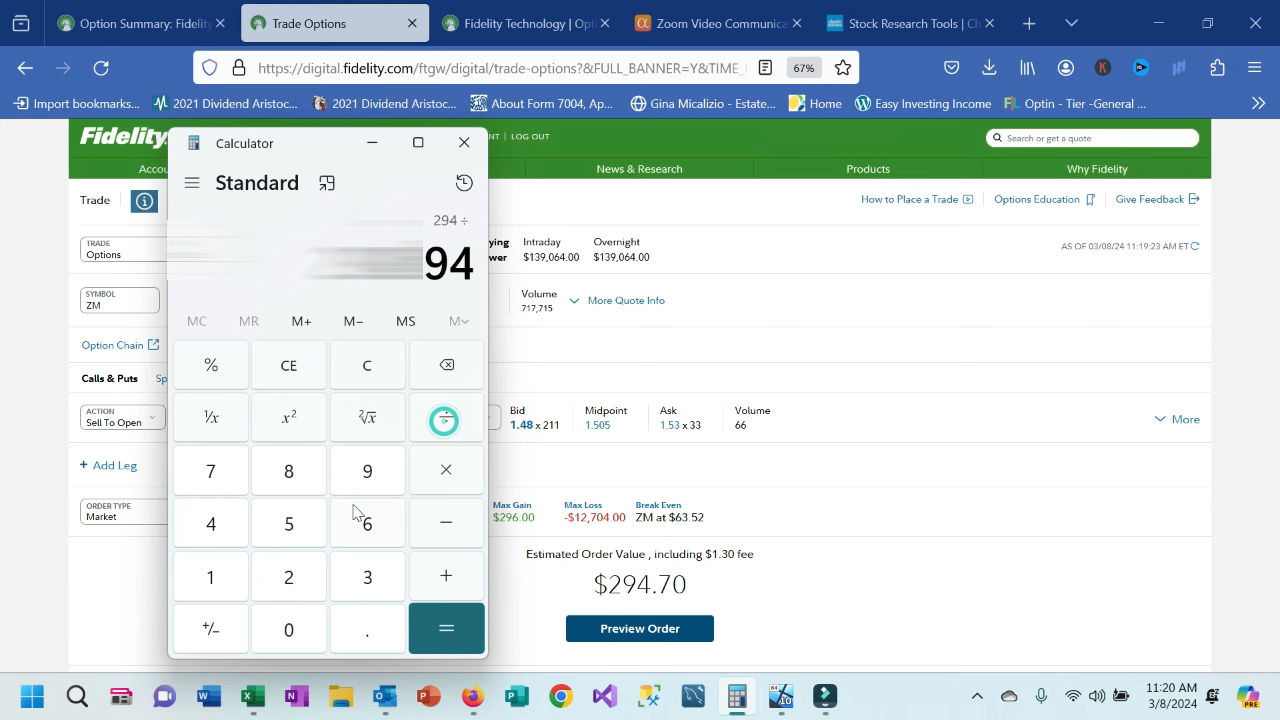 Option Summary: Fidelity
Trade Options
Fidelity Technology | Opt
Zoom Video Communica
Stock Research Tools | Ch
https://digital.fidelity.com/ftgw/digital/trade-options?&FULL_BANNER=Y&TIME_
67%
Import bookmarks...
2021 Dividend Aristoc...
2021 Dividend Aristoc...
About Form 7004, Ap...
Gina Micalizio - Estate...
Home
Easy Investing Income
Optin - Tier -General ...
Fidelity
NT | LOG OUT
Search or get a quote
Accou
News & Research
Products
Why Fidelity
Trade
How to Place a Trade
Options Education
Give Feedback
TRADE
Options
ying
wer
Intraday
$139,064.00
Overnight
$139,064.00
AS OF 03/08/24 11:19:23 AM ET
SYMBOL
ZM
Volume
717,715
More Quote Info
Option Chain
Calls & Puts
Sp
ACTION
Sell To Open
Bid
1.48 x 211
Midpoint
1.505
Ask
1.53 x 33
Volume
66
More
+ Add Leg
ORDER TYPE
Market
Max Gain
$296.00
Max Loss
-$12,704.00
Break Even
ZM at $63.52
Estimated Order Value , including $1.30 fee
$294.70
Preview Order
Calculator
Standard
294 ÷
94
MC MR M+ M− MS M
% CE C
¹/x x² ²√x ÷
7 8 9 ×
4 5 6 −
1 2 3 +
+/− 0 . =
11:20 AM
3/8/2024